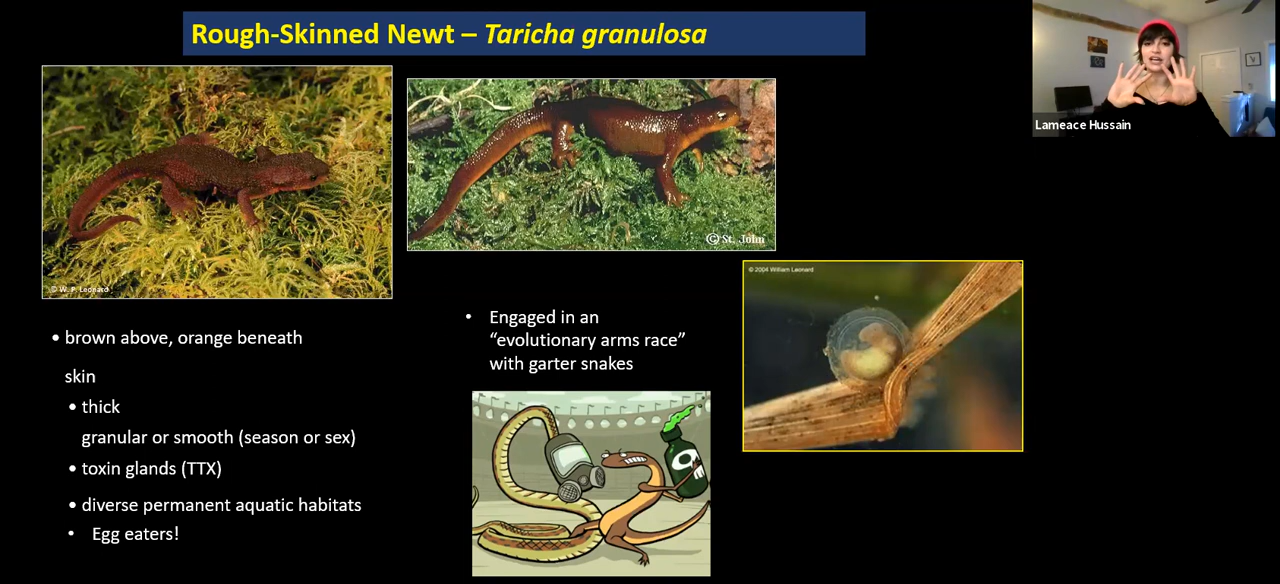 Rough-Skinned Newt – Taricha granulosa
Lameace Hussain
© W. P. Leonard
© St. John
© 2004 William Leonard
• brown above, orange beneath
skin
• thick
granular or smooth (season or sex)
• toxin glands (TTX)
• diverse permanent aquatic habitats
• Egg eaters!
• Engaged in an
“evolutionary arms race”
with garter snakes